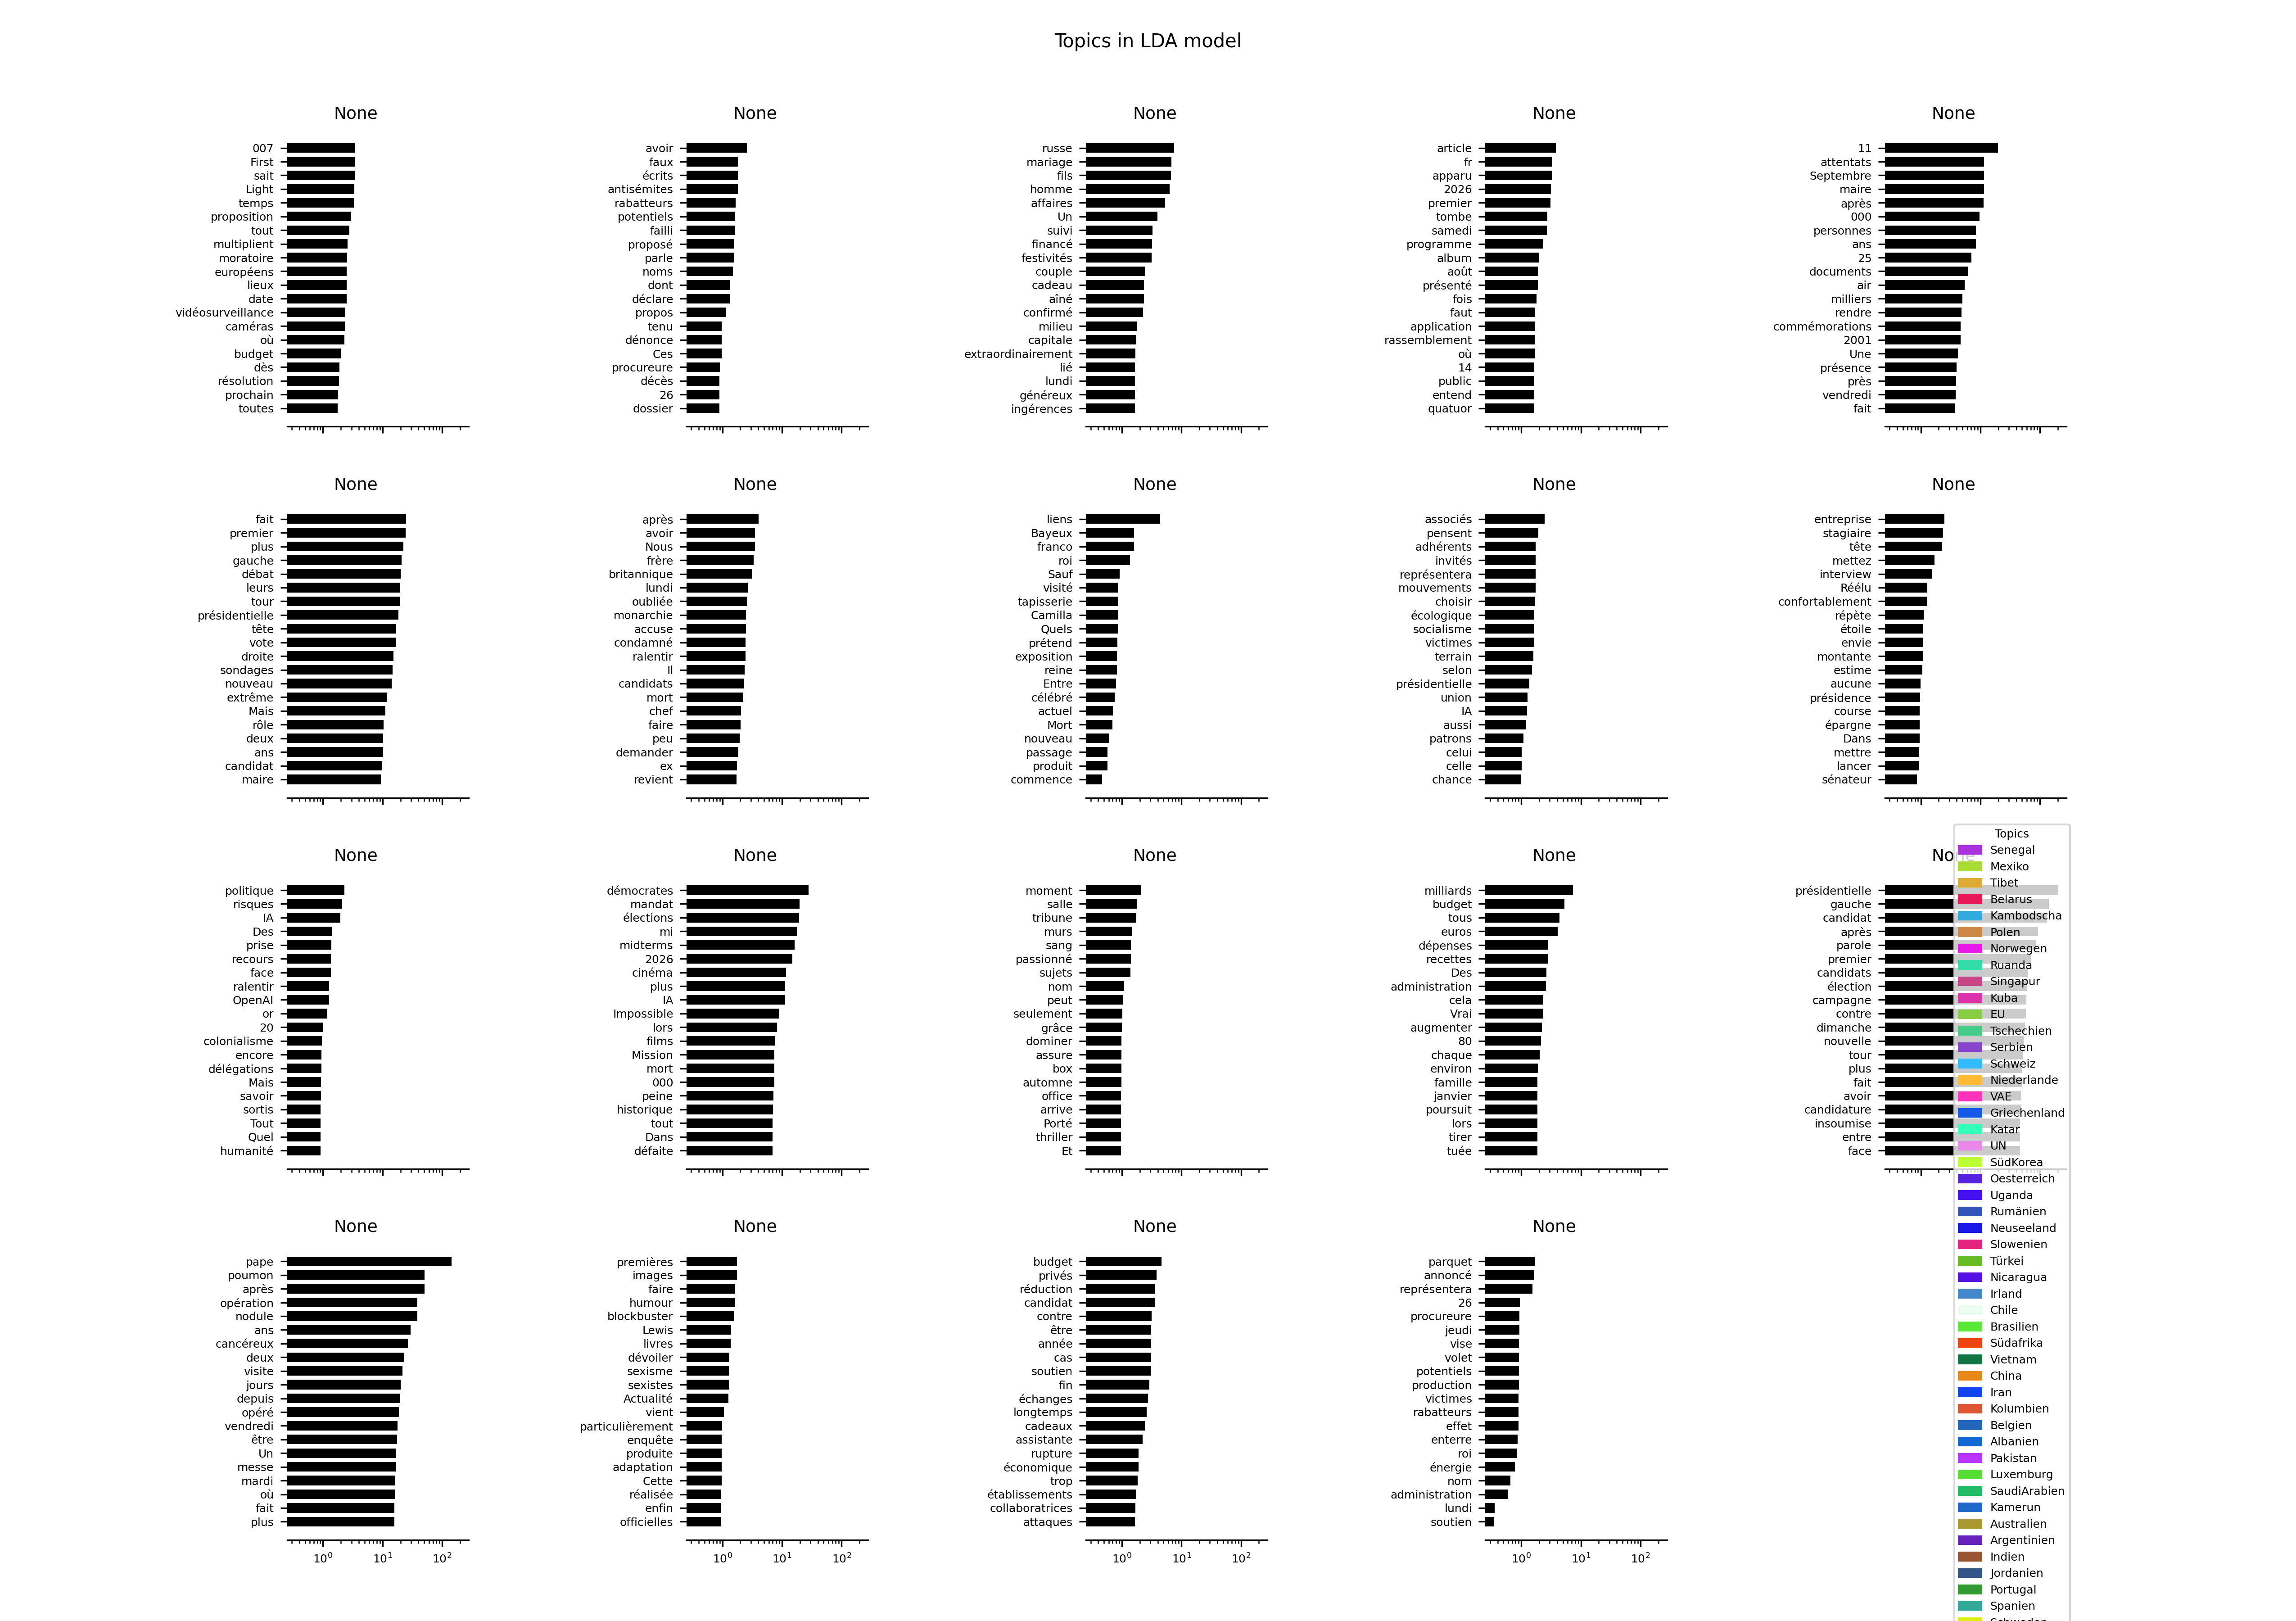 Topics in LDA model
None
007
First
sait
Light
temps
proposition
tout
multiplient
moratoire
européens
lieux
date
vidéosurveillance
caméras
où
budget
dès
résolution
prochain
toutes
None
avoir
faux
écrits
antisémites
rabatteurs
potentiels
failli
proposé
parle
noms
dont
déclare
propos
tenu
dénonce
Ces
procureure
décès
26
dossier
None
russe
mariage
fils
homme
affaires
Un
suivi
financé
festivités
couple
cadeau
aîné
confirmé
milieu
capitale
extraordinairement
lié
lundi
généreux
ingérences
None
article
fr
apparu
2026
premier
tombe
samedi
programme
album
août
présenté
fois
faut
application
rassemblement
où
14
public
entend
quatuor
None
11
attentats
Septembre
maire
après
000
personnes
ans
25
documents
air
milliers
rendre
commémorations
2001
Une
présence
près
vendredi
fait
None
fait
premier
plus
gauche
débat
leurs
tour
présidentielle
tête
vote
droite
sondages
nouveau
extrême
Mais
rôle
deux
ans
candidat
maire
None
après
avoir
Nous
frère
britannique
lundi
oubliée
monarchie
accuse
condamné
ralentir
Il
candidats
mort
chef
faire
peu
demander
ex
revient
None
liens
Bayeux
franco
roi
Sauf
visité
tapisserie
Camilla
Quels
prétend
exposition
reine
Entre
célébré
actuel
Mort
nouveau
passage
produit
commence
None
associés
pensent
adhérents
invités
représentera
mouvements
choisir
écologique
socialisme
victimes
terrain
selon
présidentielle
union
IA
aussi
patrons
celui
celle
chance
None
entreprise
stagiaire
tête
mettez
interview
Réélu
confortablement
répète
étoile
envie
montante
estime
aucune
présidence
course
épargne
Dans
mettre
lancer
sénateur
None
politique
risques
IA
Des
prise
recours
face
ralentir
OpenAI
or
20
colonialisme
encore
délégations
Mais
savoir
sortis
Tout
Quel
humanité
None
démocrates
mandat
élections
mi
midterms
2026
cinéma
plus
IA
Impossible
lors
films
Mission
mort
000
peine
historique
tout
Dans
défaite
None
moment
salle
tribune
murs
sang
passionné
sujets
nom
peut
seulement
grâce
dominer
assure
box
automne
office
arrive
Porté
thriller
Et
None
milliards
budget
tous
euros
dépenses
recettes
Des
administration
cela
Vrai
augmenter
80
chaque
environ
famille
janvier
poursuit
lors
tirer
tuée
None
présidentielle
gauche
candidat
après
parole
premier
candidats
élection
campagne
contre
dimanche
nouvelle
tour
plus
fait
avoir
candidature
insoumise
entre
face
None
pape
poumon
après
opération
nodule
ans
cancéreux
deux
visite
jours
depuis
opéré
vendredi
être
Un
messe
mardi
où
fait
plus
10⁰ 10¹ 10²
None
premières
images
faire
humour
blockbuster
Lewis
livres
dévoiler
sexisme
sexistes
Actualité
vient
particulièrement
enquête
produite
adaptation
Cette
réalisée
enfin
officielles
10⁰ 10¹ 10²
None
budget
privés
réduction
candidat
contre
être
année
cas
soutien
fin
échanges
longtemps
cadeaux
assistante
rupture
économique
trop
établissements
collaboratrices
attaques
10⁰ 10¹ 10²
None
parquet
annoncé
représentera
26
procureure
jeudi
vise
volet
potentiels
production
victimes
rabatteurs
effet
enterre
roi
énergie
nom
administration
lundi
soutien
10⁰ 10¹ 10²
Topics
Senegal
Mexiko
Tibet
Belarus
Kambodscha
Polen
Norwegen
Ruanda
Singapur
Kuba
EU
Tschechien
Serbien
Schweiz
Niederlande
VAE
Griechenland
Katar
UN
SüdKorea
Oesterreich
Uganda
Rumänien
Neuseeland
Slowenien
Türkei
Nicaragua
Irland
Chile
Brasilien
Südafrika
Vietnam
China
Iran
Kolumbien
Belgien
Albanien
Pakistan
Luxemburg
SaudiArabien
Kamerun
Australien
Argentinien
Indien
Jordanien
Portugal
Spanien